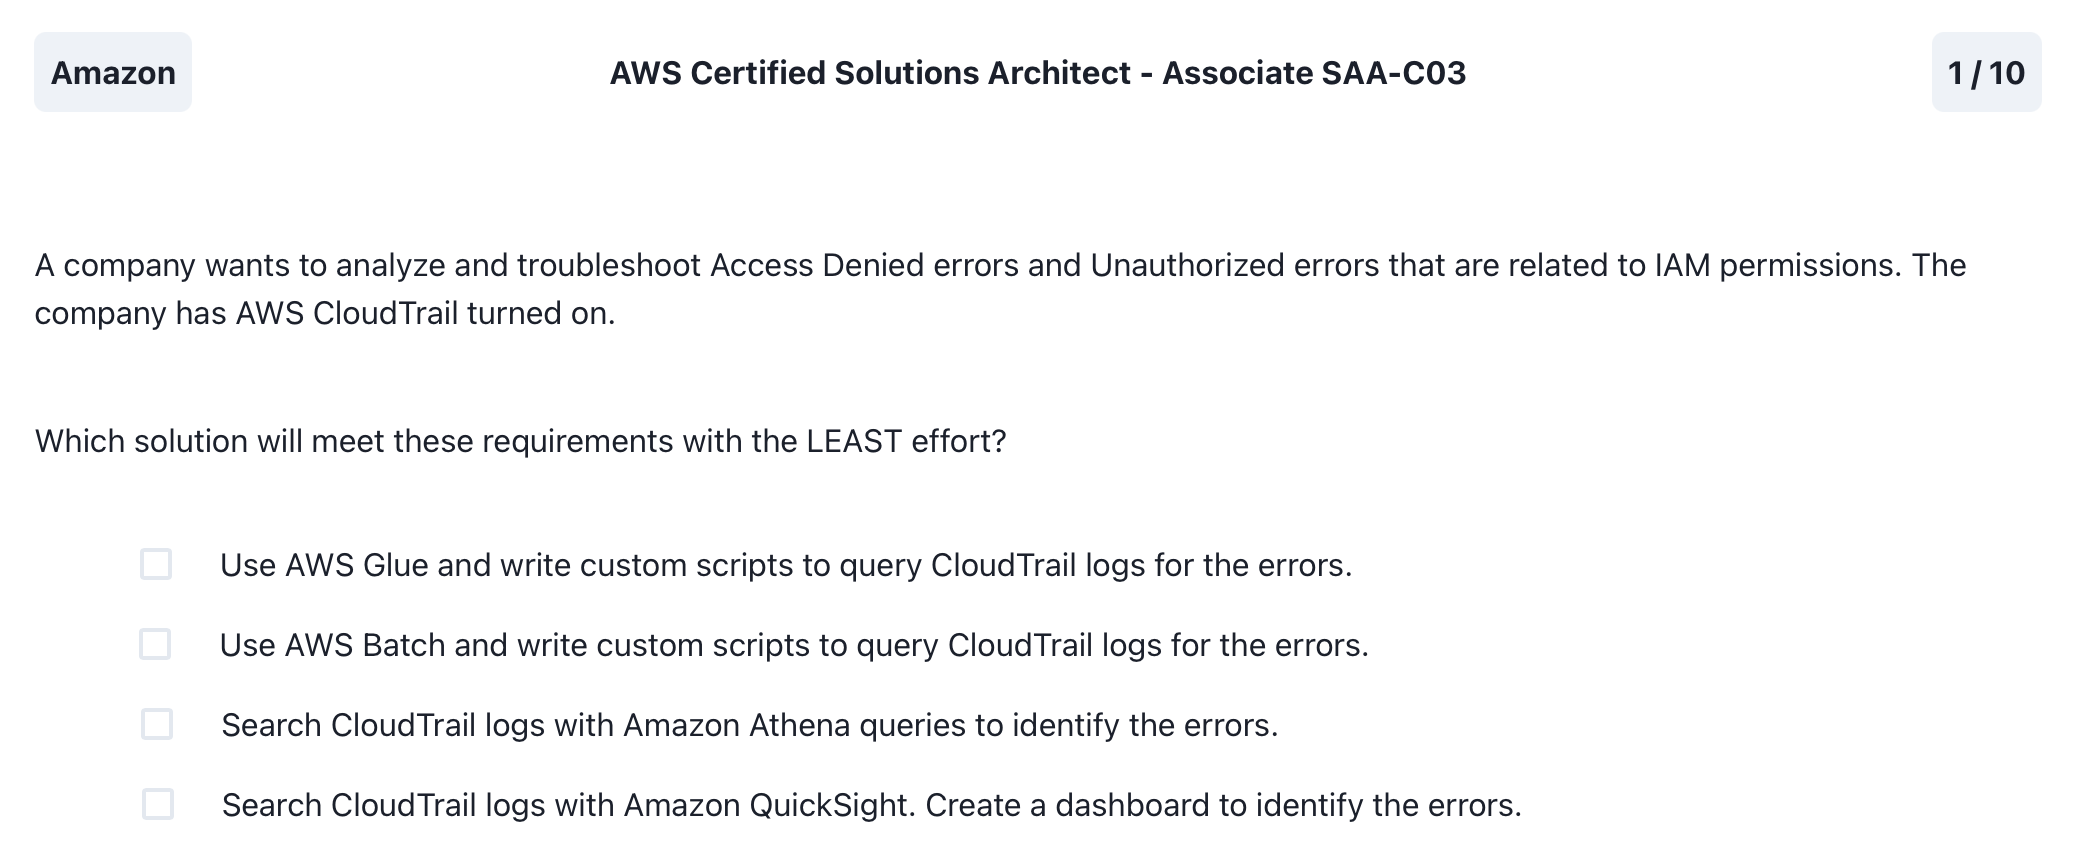 Amazon
AWS Certified Solutions Architect - Associate SAA-C03
1 / 10
A company wants to analyze and troubleshoot Access Denied errors and Unauthorized errors that are related to IAM permissions. The
company has AWS CloudTrail turned on.
Which solution will meet these requirements with the LEAST effort?
Use AWS Glue and write custom scripts to query CloudTrail logs for the errors.
Use AWS Batch and write custom scripts to query CloudTrail logs for the errors.
Search CloudTrail logs with Amazon Athena queries to identify the errors.
Search CloudTrail logs with Amazon QuickSight. Create a dashboard to identify the errors.